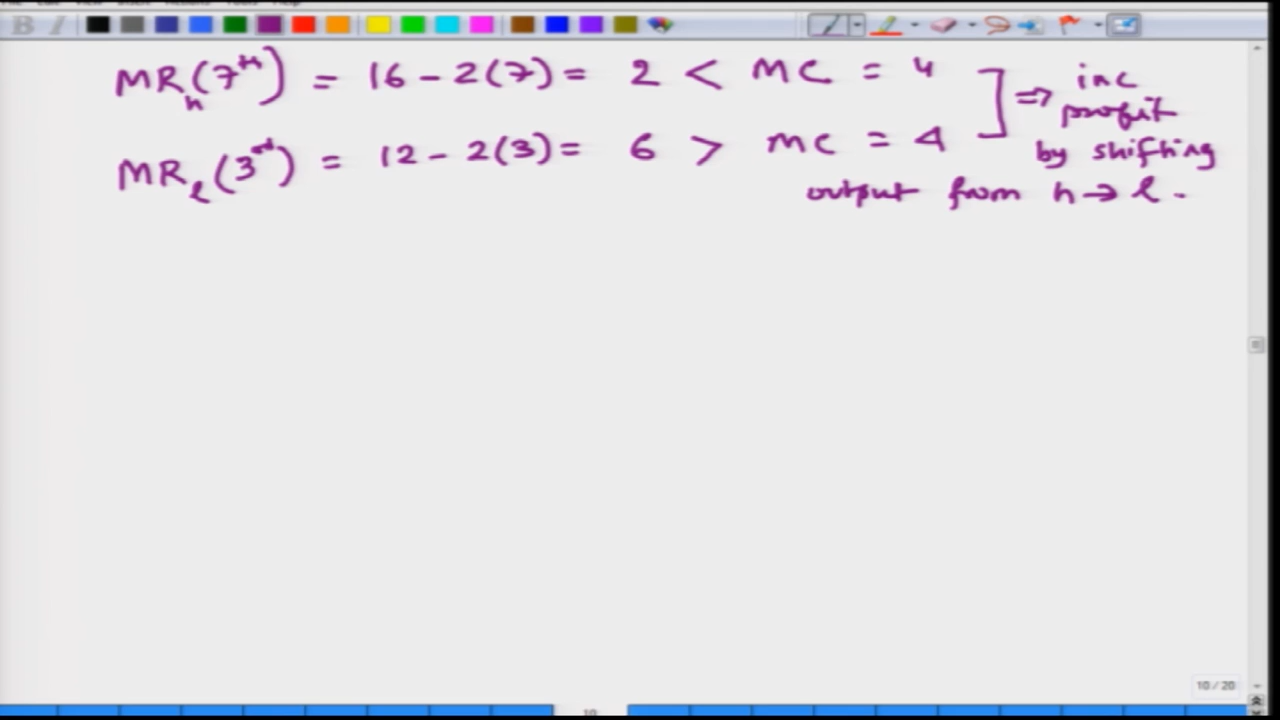 MRh(7th) = 16 - 2(7) = 2 < MC = 4 ] ⇒ inc
profit
MRl(3rd) = 12 - 2(3) = 6 > MC = 4 by shifting
output from h → l.
10 / 20